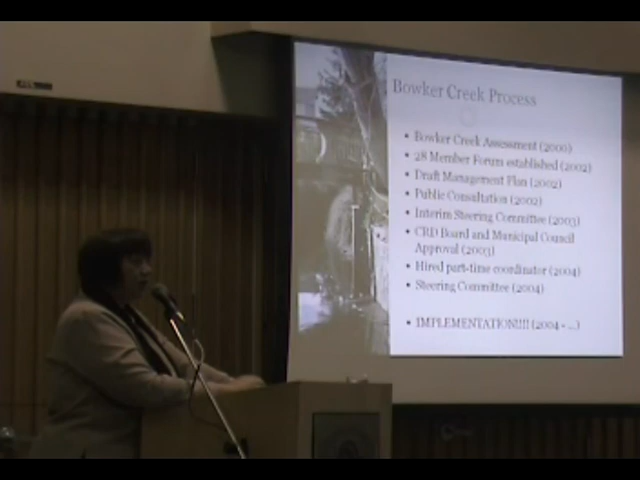 Bowker Creek Process
• Bowker Creek Assessment (2000)
• 28 Member Forum established (2002)
• Draft Management Plan (2002)
• Public Consultation (2002)
• Interim Steering Committee (2003)
• CRD Board and Municipal Council
Approval (2003)
• Hired part-time coordinator (2004)
• Steering Committee (2004)
• IMPLEMENTATION!!!! (2004 - ...)